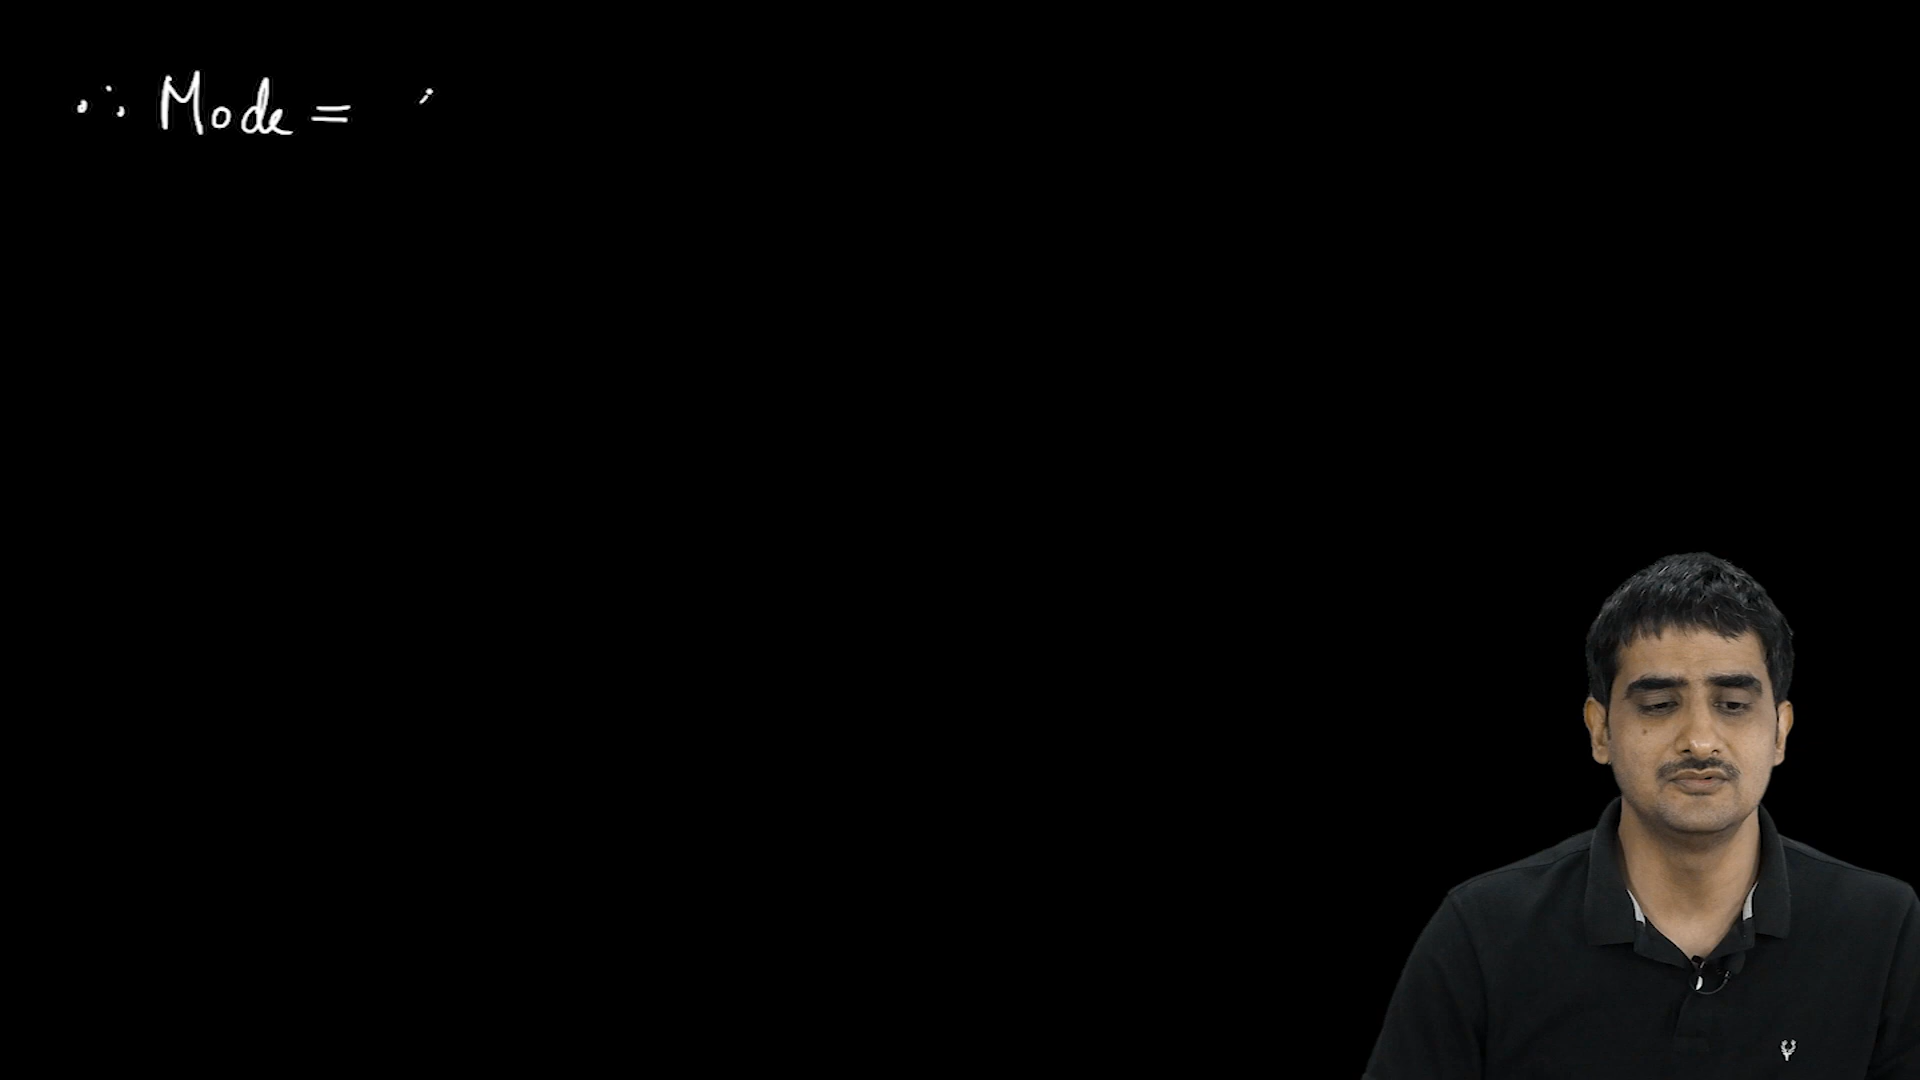 ∴ Mode =